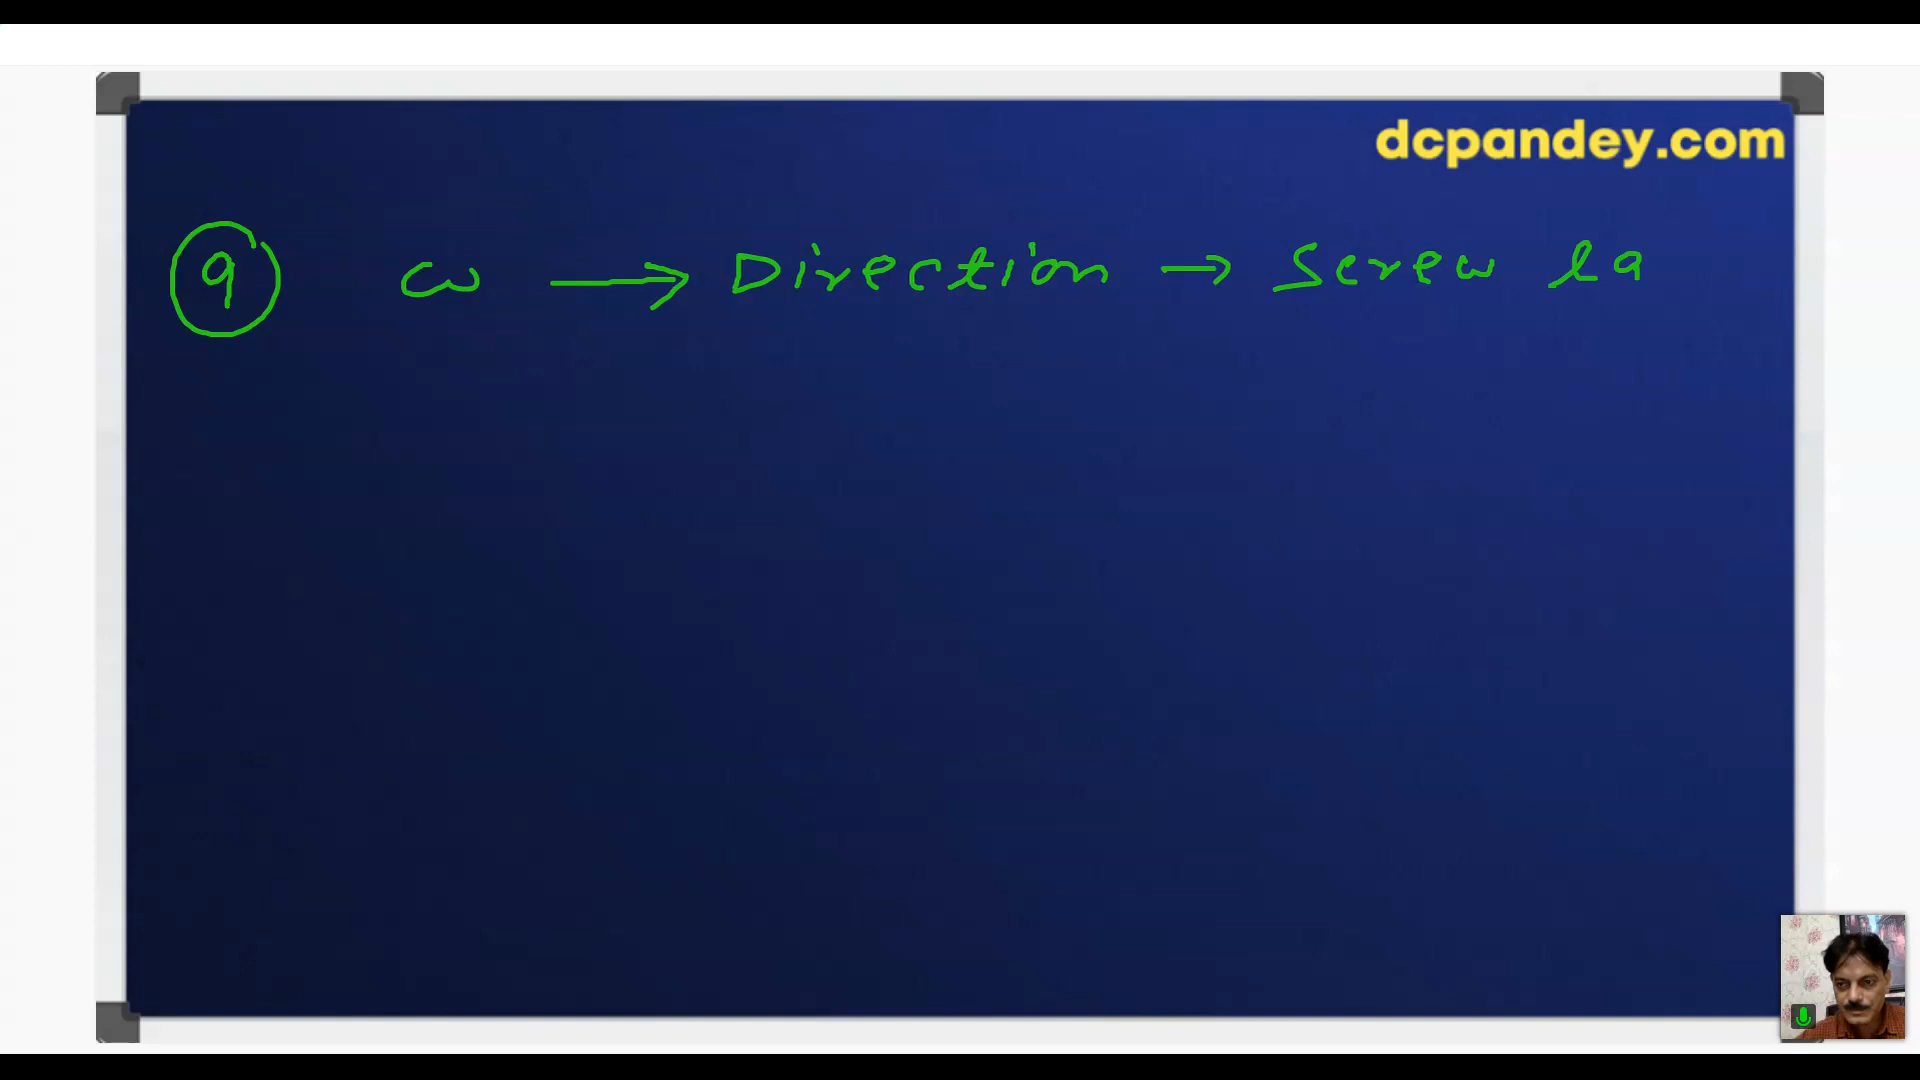 dcpandey.com
9 ω → Direction → Screw la